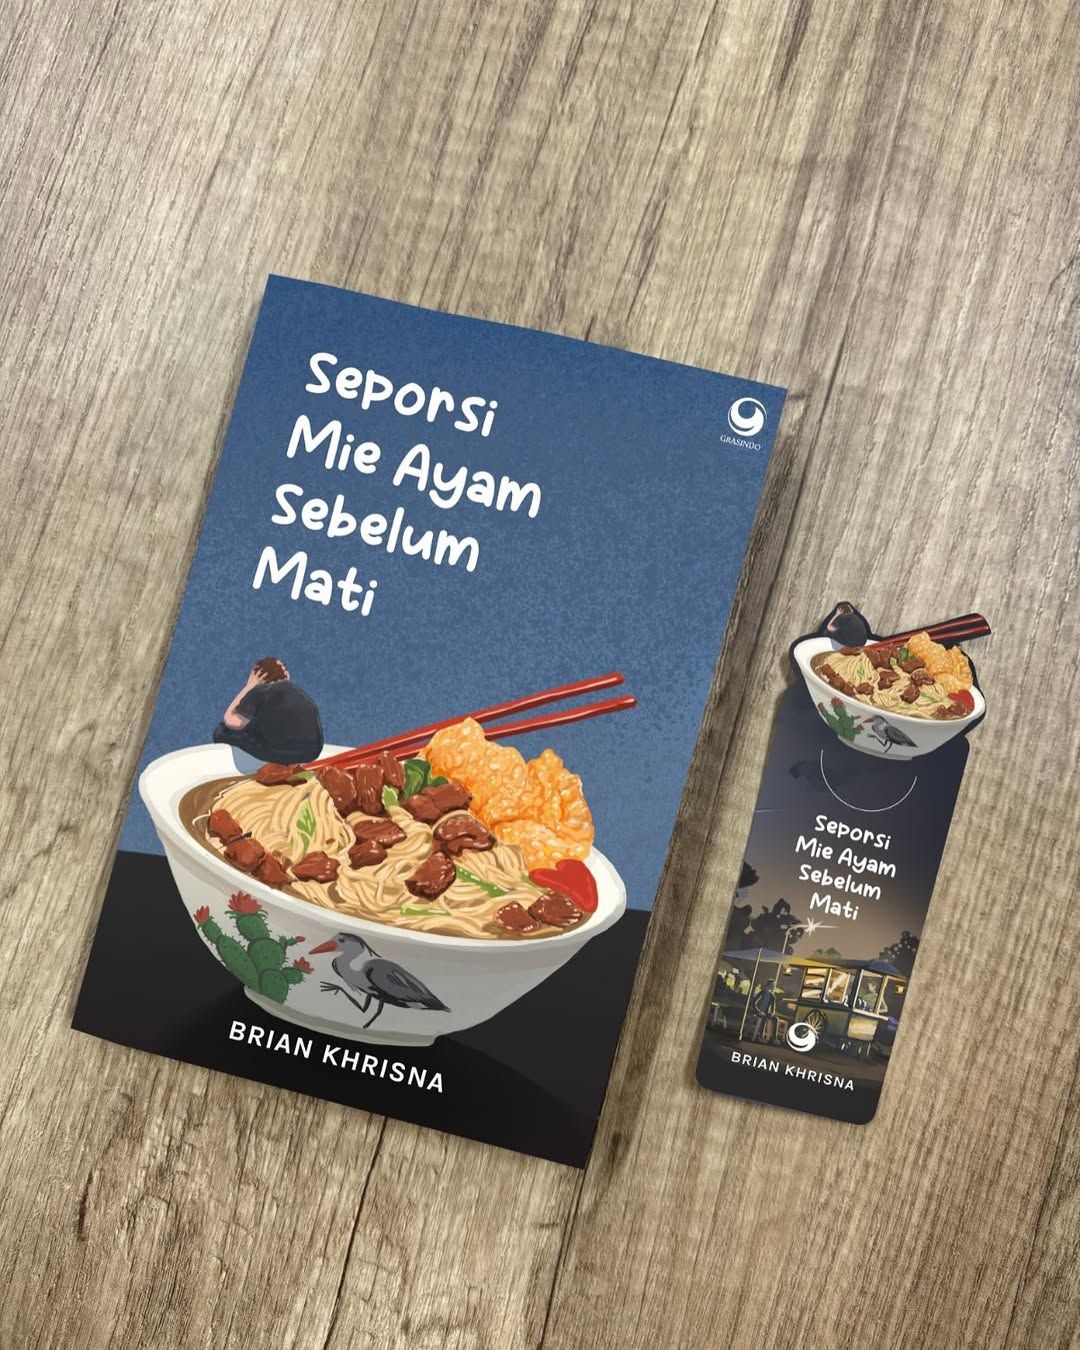 Seporsi
Mie Ayam
Sebelum
Mati
GRASINDO
BRIAN KHRISNA
Seporsi
Mie Ayam
Sebelum
Mati
BRIAN KHRISNA